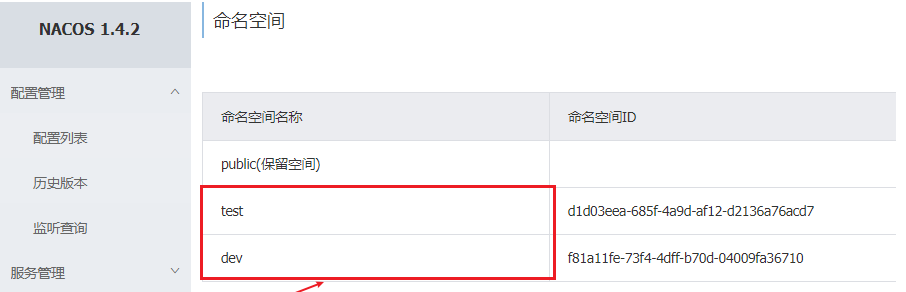 NACOS 1.4.2
配置管理
配置列表
历史版本
监听查询
服务管理
命名空间
命名空间名称 命名空间ID
public(保留空间)
test d1d03eea-685f-4a9d-af12-d2136a76acd7
dev f81a11fe-73f4-4dff-b70d-04009fa36710